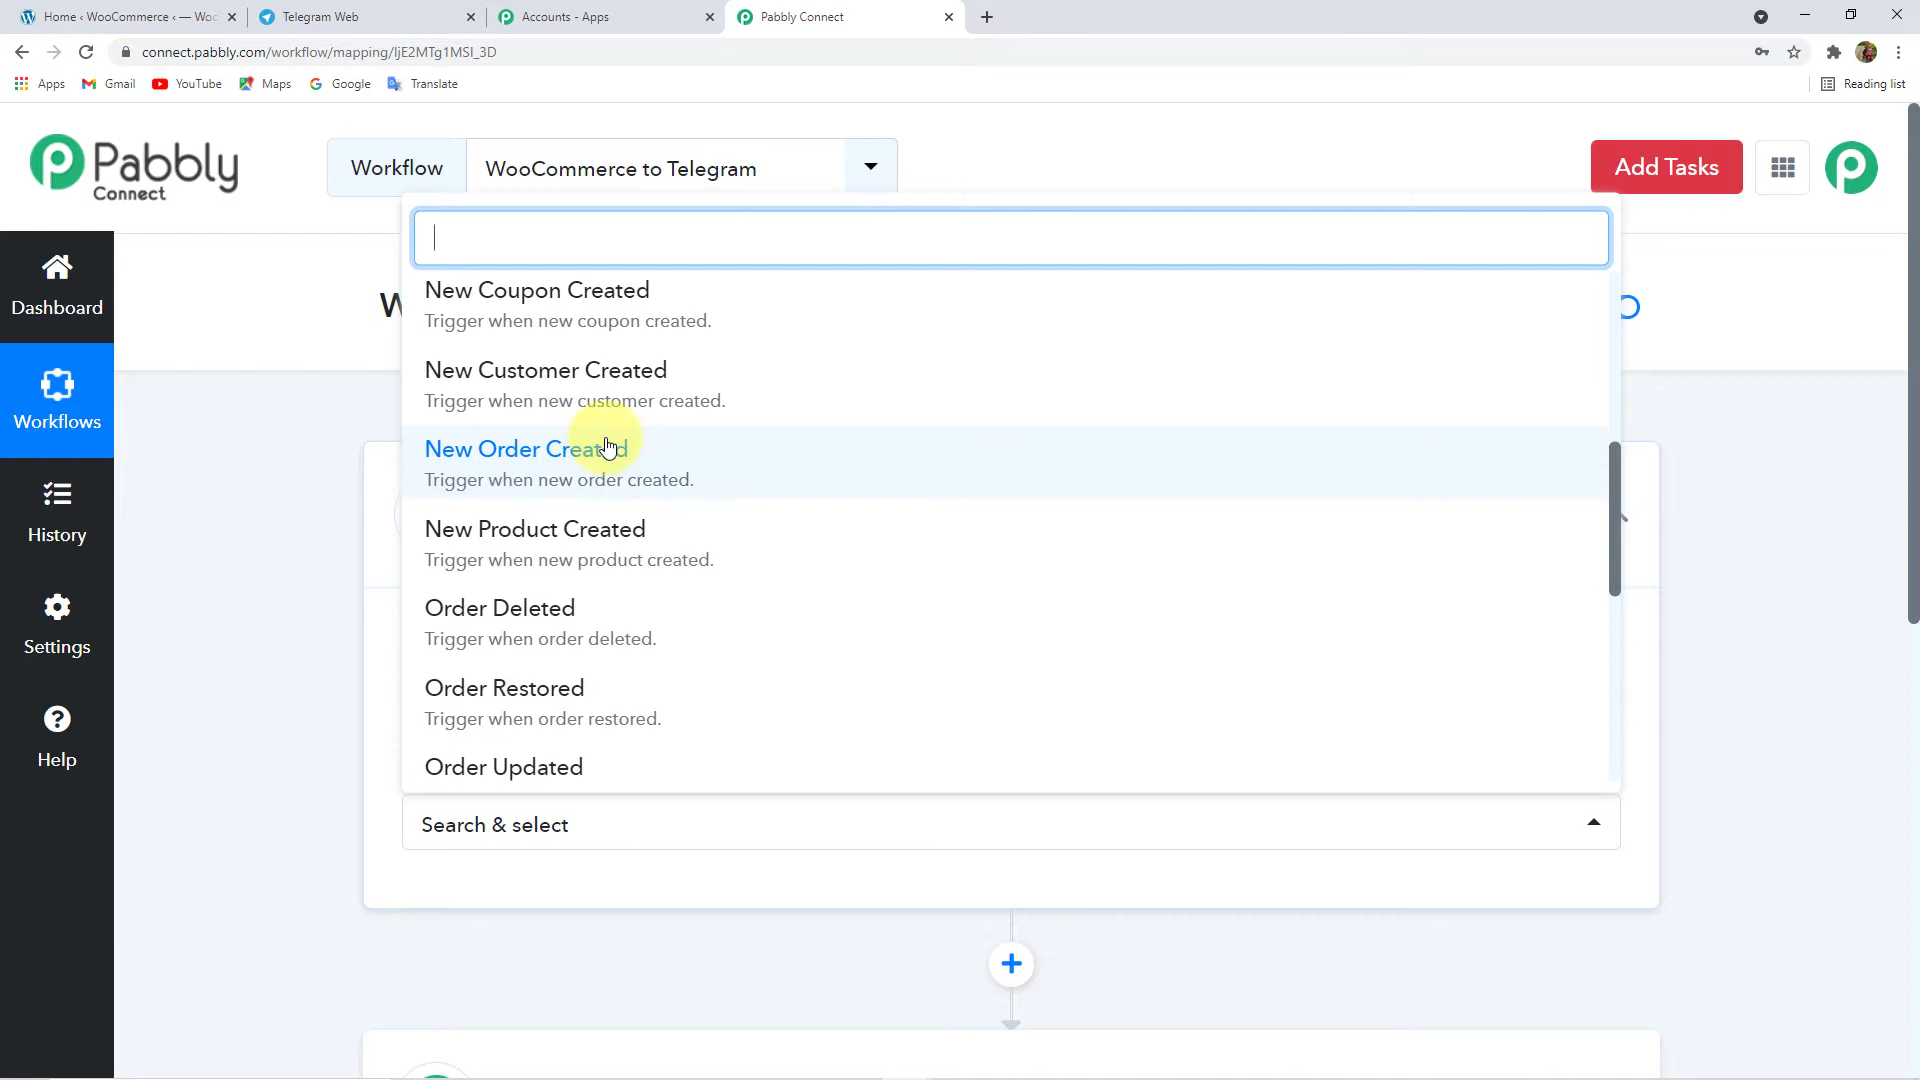 Home ‹ WooCommerce ‹ — Woo
Telegram Web
Accounts - Apps
Pabbly Connect
connect.pabbly.com/workflow/mapping/IjE2MTg1MSI_3D
Apps
Gmail
YouTube
Maps
Google
Translate
Reading list
Pabbly
Connect
Workflow
WooCommerce to Telegram
Add Tasks
Dashboard
Workflows
History
Settings
Help
W
New Coupon Created
Trigger when new coupon created.
New Customer Created
Trigger when new customer created.
New Order Created
Trigger when new order created.
New Product Created
Trigger when new product created.
Order Deleted
Trigger when order deleted.
Order Restored
Trigger when order restored.
Order Updated
Search & select